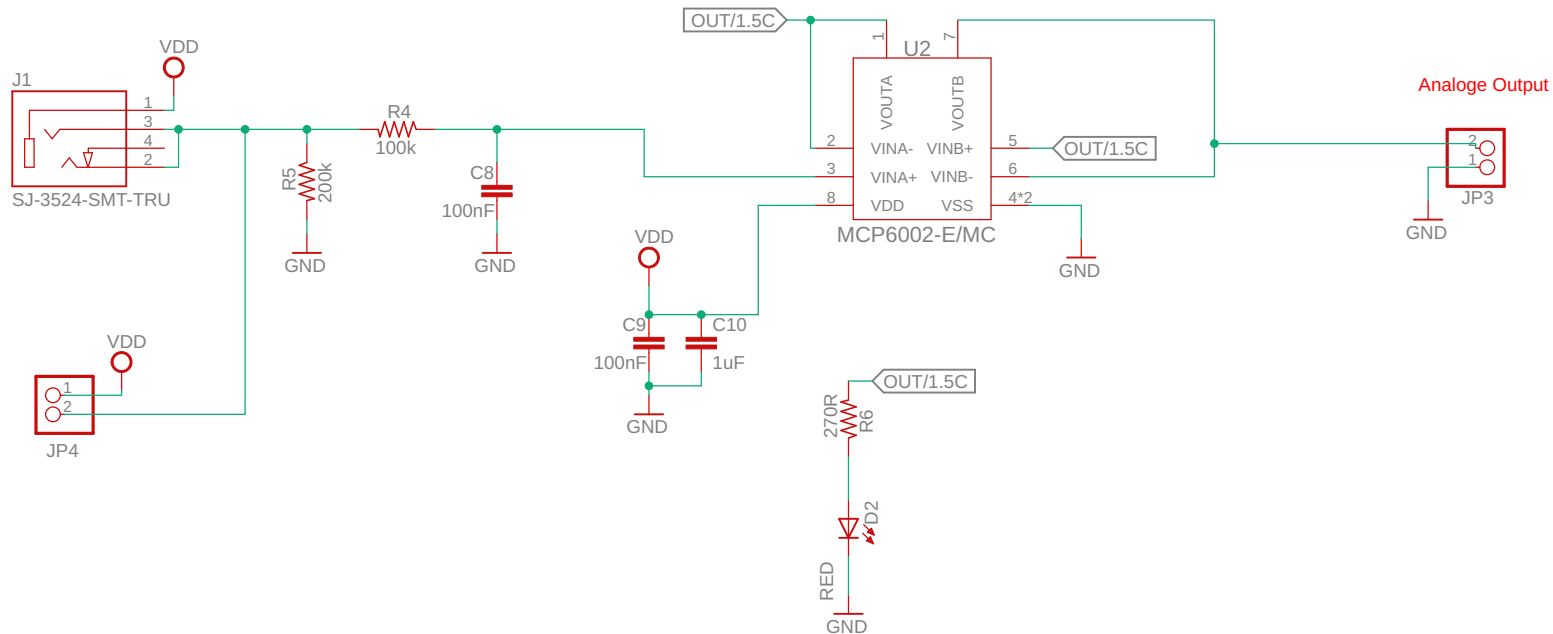 J1
VDD
1
3
4
2
SJ-3524-SMT-TRU
R4
100k
R5
200k
GND
C8
100nF
GND
VDD
JP4
1
2
OUT/1.5C
U2
1
7
VOUTA
VOUTB
2
VINA-
VINB+
5
OUT/1.5C
3
VINA+
VINB-
6
8
VDD
VSS
4*2
MCP6002-E/MC
GND
VDD
C9
100nF
C10
1uF
GND
OUT/1.5C
270R
R6
D2
RED
GND
Analoge Output
2
1
JP3
GND